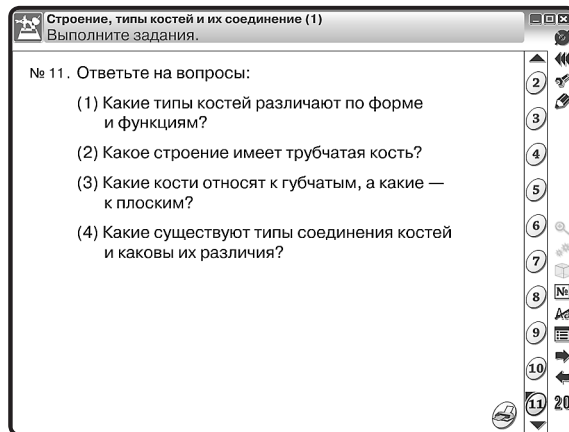 Строение, типы костей и их соединение (1)
Выполните задания.
№ 11. Ответьте на вопросы:
(1) Какие типы костей различают по форме
и функциям?
(2) Какое строение имеет трубчатая кость?
(3) Какие кости относят к губчатым, а какие —
к плоским?
(4) Какие существуют типы соединения костей
и каковы их различия?
2
3
4
5
6
7
8
9
10
11
№
20